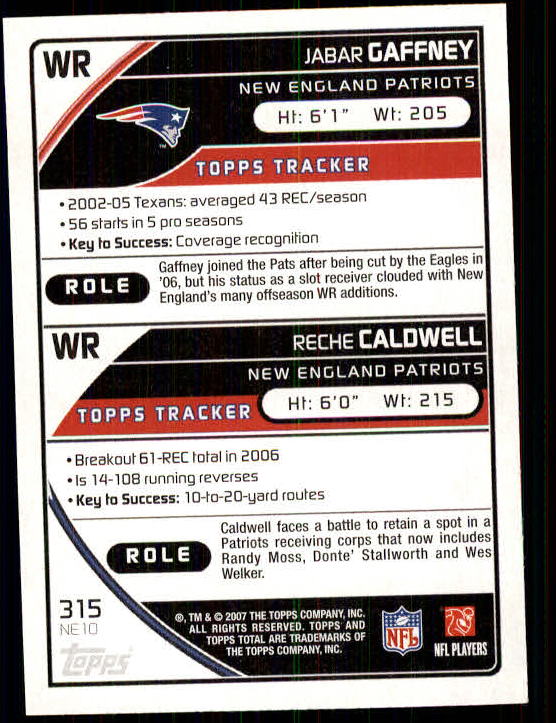 WR
JABAR GAFFNEY
NEW ENGLAND PATRIOTS
Ht: 6'1" Wt: 205
TM
TOPPS TRACKER
• 2002-05 Texans: averaged 43 REC/season
• 56 starts in 5 pro seasons
• Key to Success: Coverage recognition
ROLE
Gaffney joined the Pats after being cut by the Eagles in
'06, but his status as a slot receiver clouded with New
England's many offseason WR additions.
WR
RECHE CALDWELL
NEW ENGLAND PATRIOTS
Ht: 6'0" Wt: 215
TOPPS TRACKER
• Breakout 61-REC total in 2006
• Is 14-108 running reverses
• Key to Success: 10-to-20-yard routes
ROLE
Caldwell faces a battle to retain a spot in a
Patriots receiving corps that now includes
Randy Moss, Donte' Stallworth and Wes
Welker.
315
NE10
topps
®, TM & © 2007 THE TOPPS COMPANY, INC.
ALL RIGHTS RESERVED. TOPPS AND
TOPPS TOTAL ARE TRADEMARKS OF
THE TOPPS COMPANY, INC.
NFL
NFL PLAYERS